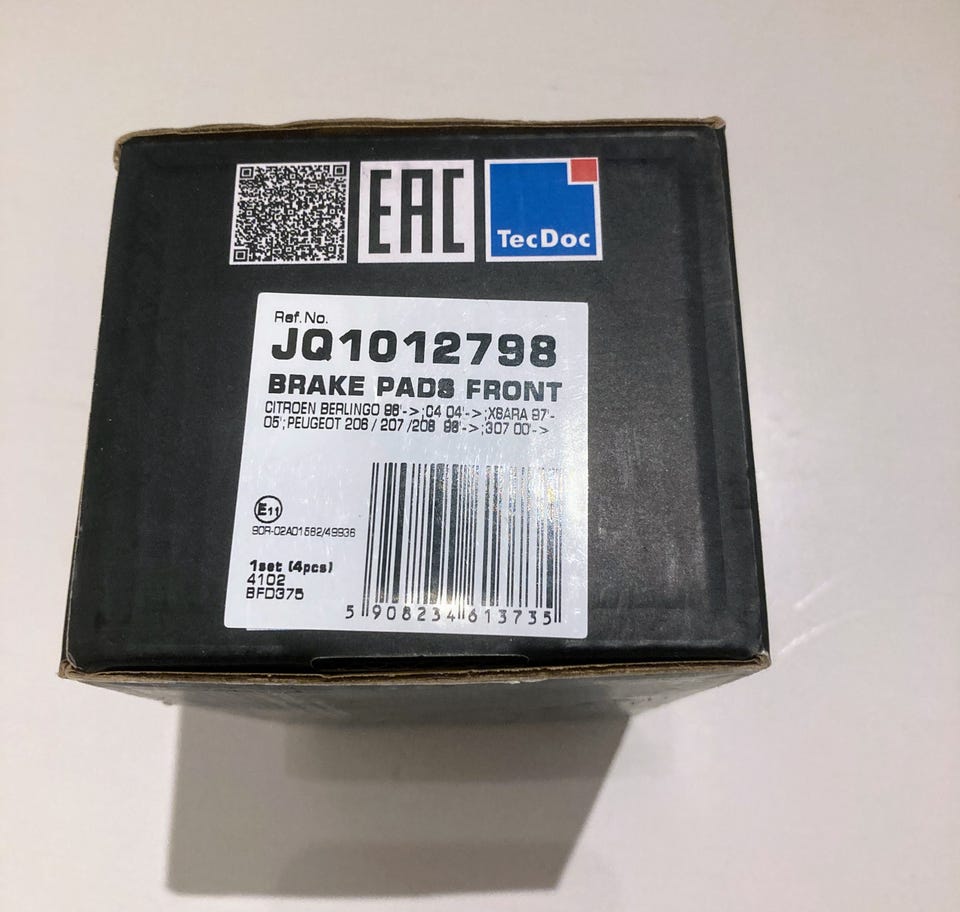 EAC
TecDoc
Ref. No.
JQ1012798
BRAKE PADS FRONT
CITROEN BERLINGO 96'->;C4 04'->;XSARA 97'-
05';PEUGEOT 206 / 207 /208 98'->;307 00'->
E11
90R-02A01562/49936
1set (4pcs)
4102
BFD375
5 908234 613735